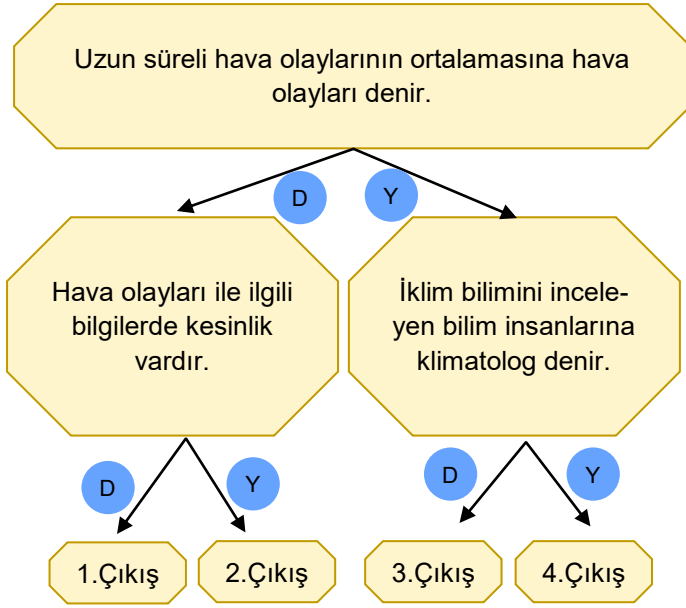 Uzun süreli hava olaylarının ortalamasına hava
olayları denir.
D
Y
Hava olayları ile ilgili
bilgilerde kesinlik
vardır.
İklim bilimini incele-
yen bilim insanlarına
klimatolog denir.
D
Y
D
Y
1.Çıkış
2.Çıkış
3.Çıkış
4.Çıkış